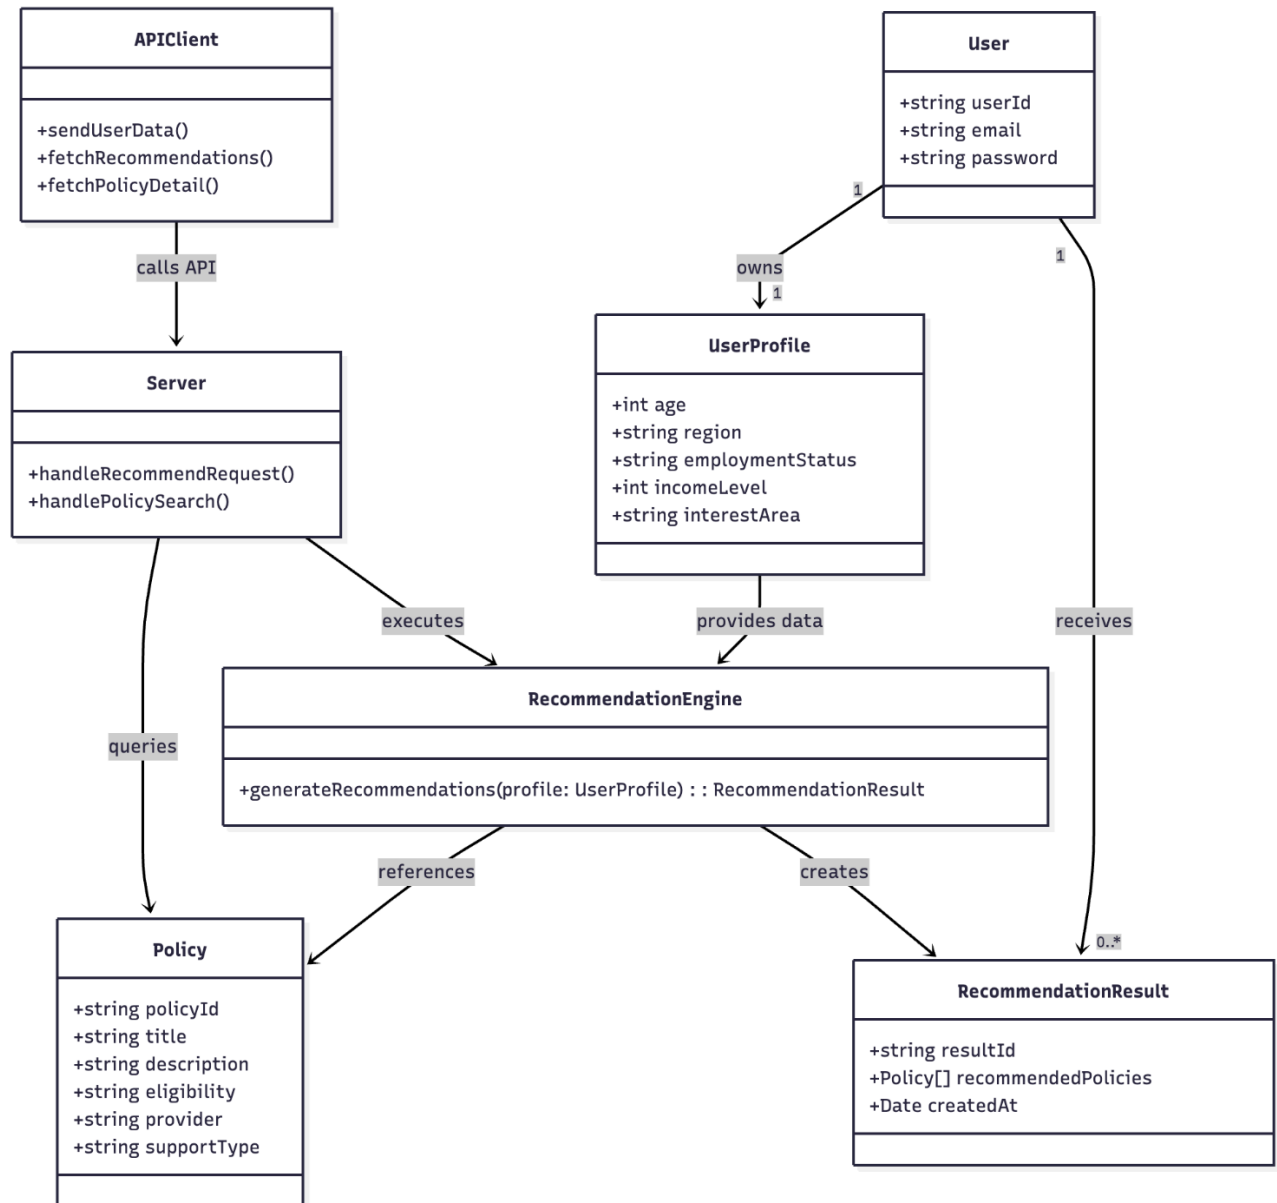 APIClient
+sendUserData()
+fetchRecommendations()
+fetchPolicyDetail()
User
+string userId
+string email
+string password
1
1
calls API
owns
1
Server
+handleRecommendRequest()
+handlePolicySearch()
UserProfile
+int age
+string region
+string employmentStatus
+int incomeLevel
+string interestArea
executes
provides data
receives
queries
RecommendationEngine
+generateRecommendations(profile: UserProfile) : : RecommendationResult
references
creates
0..*
Policy
+string policyId
+string title
+string description
+string eligibility
+string provider
+string supportType
RecommendationResult
+string resultId
+Policy[] recommendedPolicies
+Date createdAt